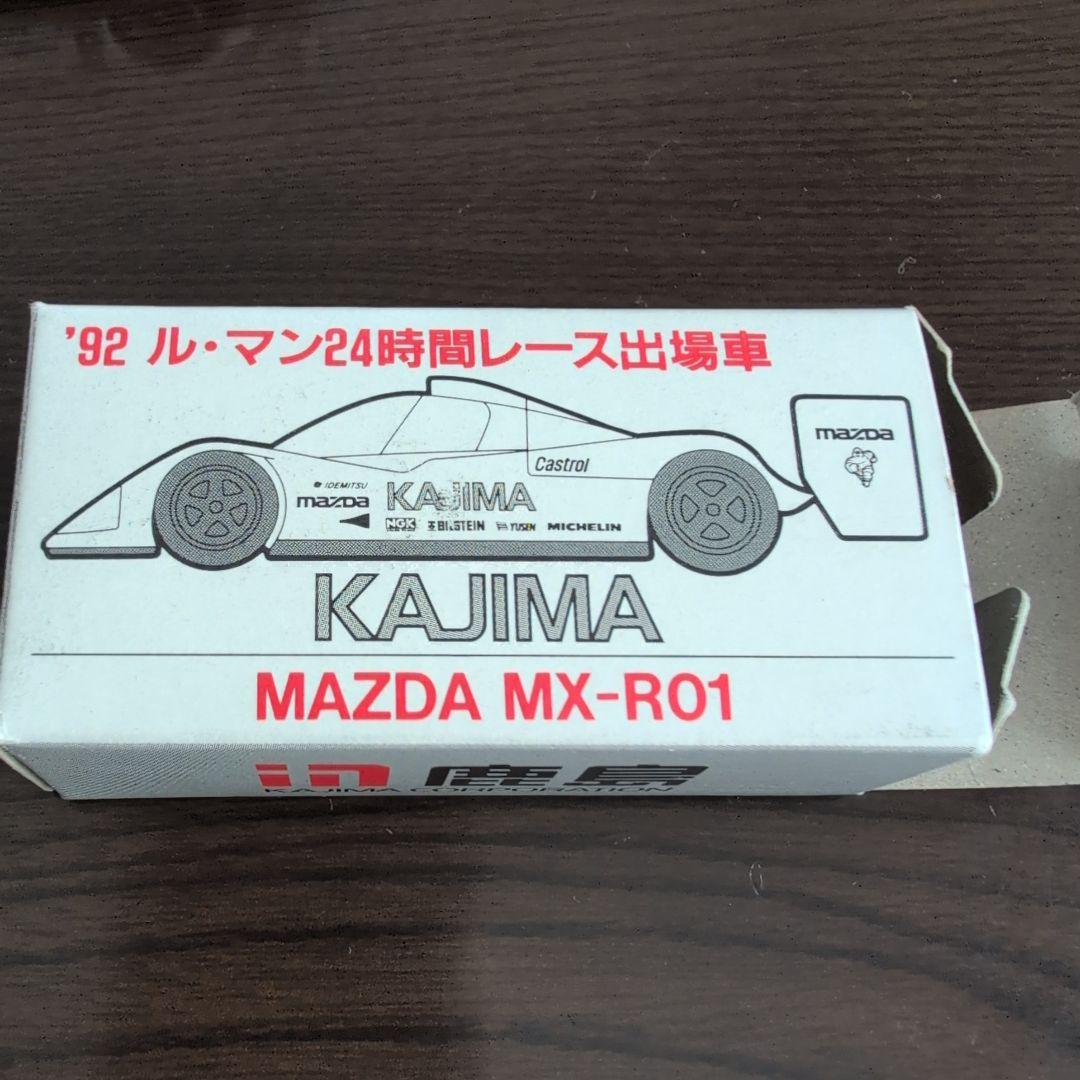 '92 ル・マン24時間レース出場車
mazda
Castrol
IDEMITSU
mazda KAJIMA
NGK BILSTEIN YUSEN MICHELIN
KAJIMA
MAZDA MX-R01
鹿島
KAJIMA CORPORATION